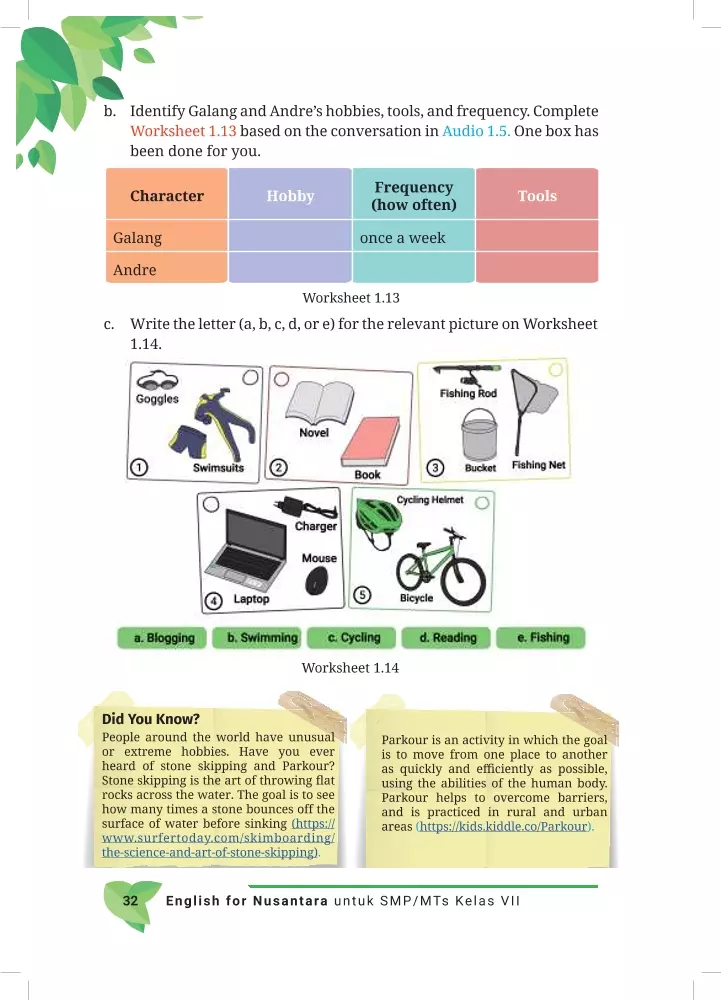 b. Identify Galang and Andre's hobbies, tools, and frequency. Complete
Worksheet 1.13 based on the conversation in Audio 1.5. One box has
been done for you.
Character Hobby Frequency (how often) Tools
Galang once a week
Andre
Worksheet 1.13
c. Write the letter (a, b, c, d, or e) for the relevant picture on Worksheet
1.14.
Goggles
Swimsuits
1
Novel
Book
2
Fishing Rod
Bucket
Fishing Net
3
Charger
Mouse
Laptop
4
Cycling Helmet
Bicycle
5
a. Blogging b. Swimming c. Cycling d. Reading e. Fishing
Worksheet 1.14
Did You Know?
People around the world have unusual
or extreme hobbies. Have you ever
heard of stone skipping and Parkour?
Stone skipping is the art of throwing flat
rocks across the water. The goal is to see
how many times a stone bounces off the
surface of water before sinking (https://
www.surfertoday.com/skimboarding/
the-science-and-art-of-stone-skipping).
Parkour is an activity in which the goal
is to move from one place to another
as quickly and efficiently as possible,
using the abilities of the human body.
Parkour helps to overcome barriers,
and is practiced in rural and urban
areas (https://kids.kiddle.co/Parkour).
32 English for Nusantara untuk SMP/MTs Kelas VII